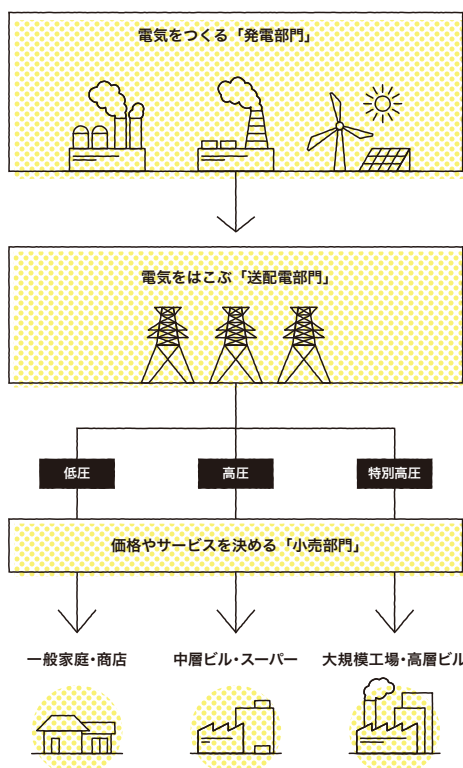 電気をつくる「発電部門」
電気をはこぶ「送配電部門」
低圧
高圧
特別高圧
価格やサービスを決める「小売部門」
一般家庭・商店
中層ビル・スーパー
大規模工場・高層ビル